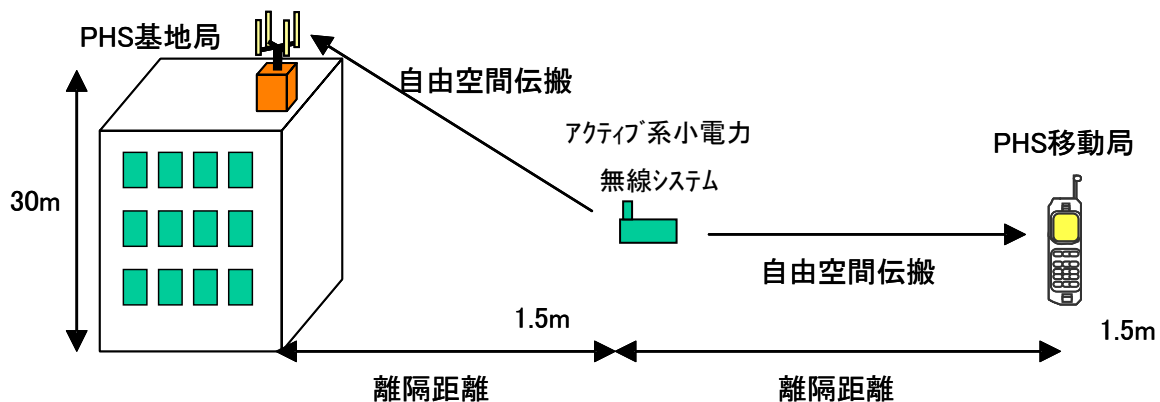 PHS基地局
自由空間伝搬
アクティブ系小電力
無線システム
PHS移動局
30m
自由空間伝搬
1.5m
1.5m
離隔距離
離隔距離